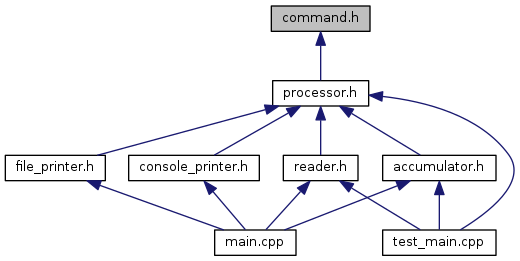 command.h
processor.h
file_printer.h
console_printer.h
reader.h
accumulator.h
main.cpp
test_main.cpp